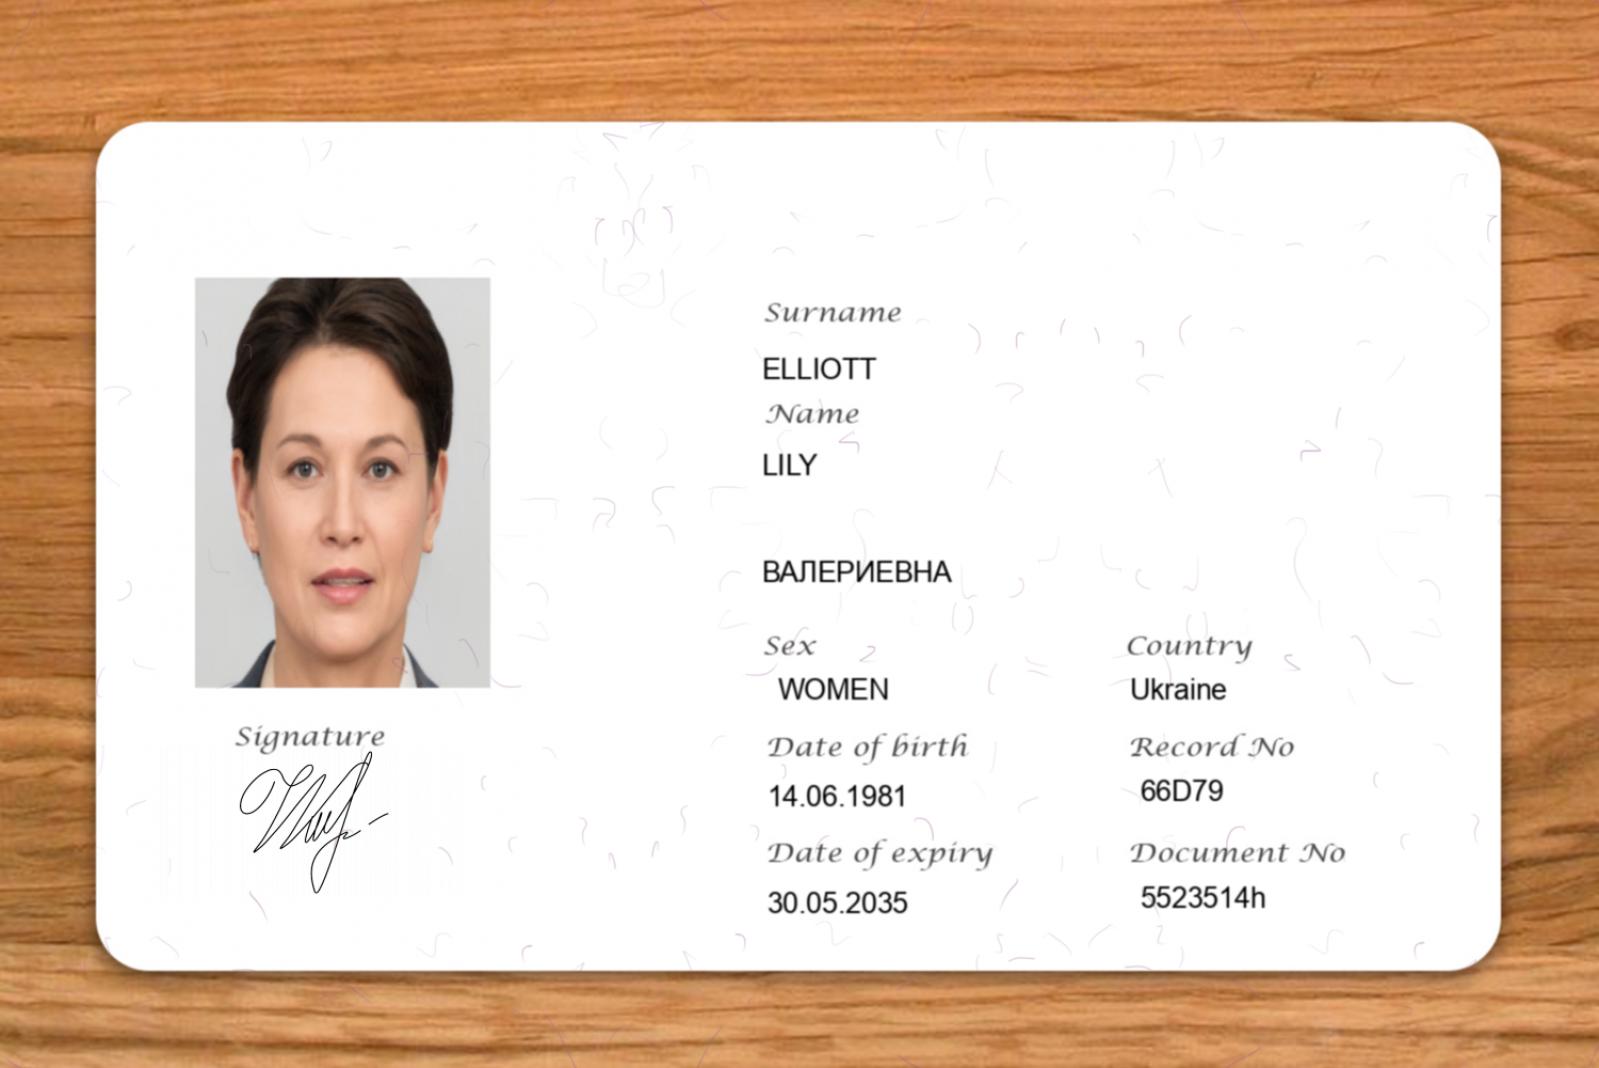 Surname
ELLIOTT
Name
LILY
ВАЛЕРИЕВНА
Sex
WOMEN
Country
Ukraine
Date of birth
14.06.1981
Record No
66D79
Date of expiry
30.05.2035
Document No
5523514h
Signature